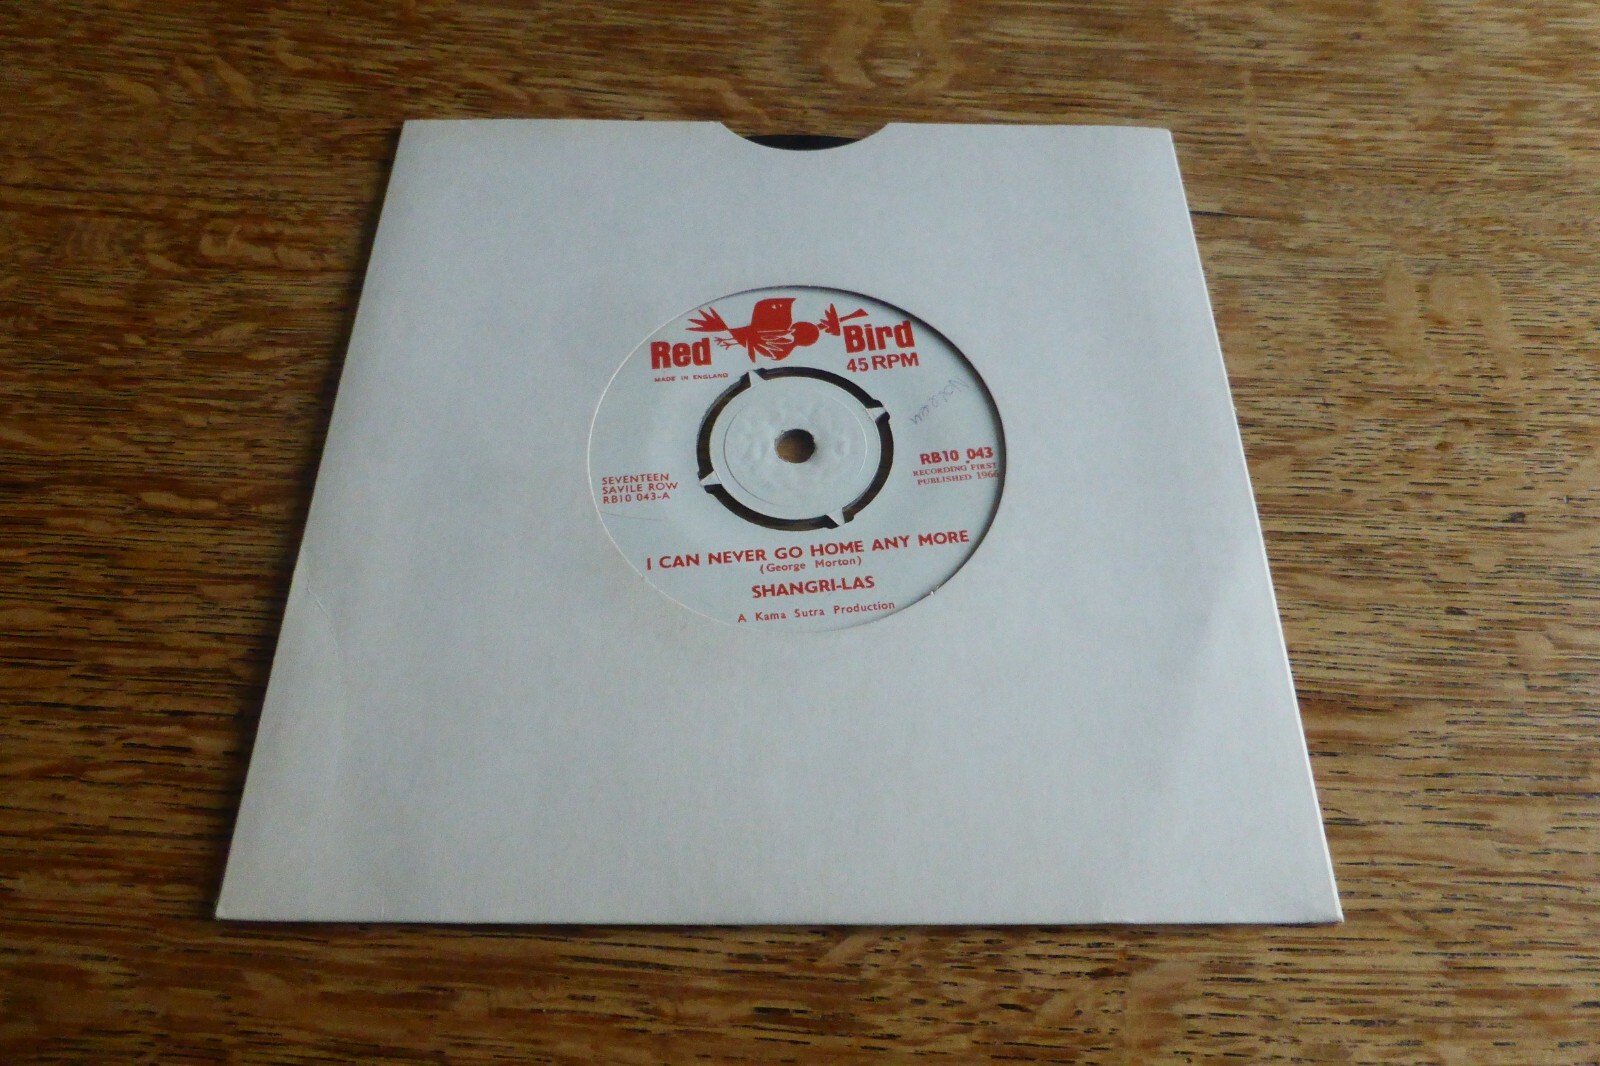 Red Bird
MADE IN ENGLAND
45 RPM
RB10 043
RECORDING FIRST
PUBLISHED 1966
SEVENTEEN
SAVILE ROW
RB10 043-A
I CAN NEVER GO HOME ANY MORE
(George Morton)
SHANGRI-LAS
A Kama Sutra Production